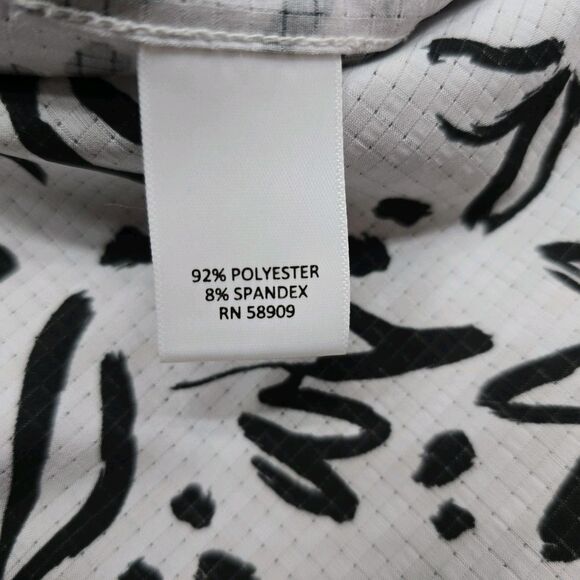 92% POLYESTER
8% SPANDEX
RN 58909